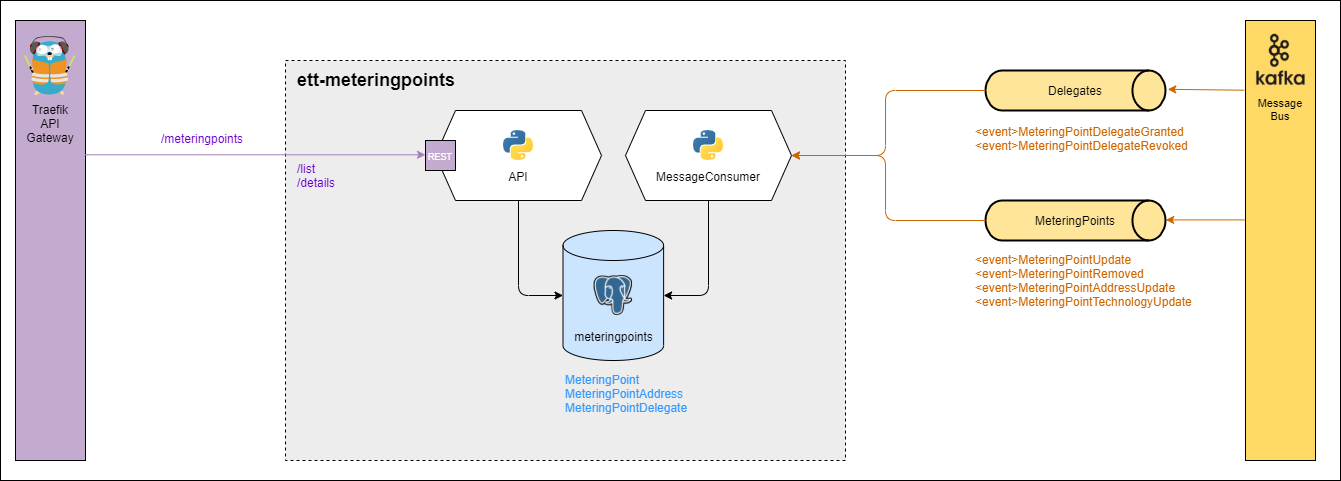 Traefik
API
Gateway
/meteringpoints
/list
/details
ett-meteringpoints
REST
API
MessageConsumer
meteringpoints
MeteringPoint
MeteringPointAddress
MeteringPointDelegate
Delegates
<event>MeteringPointDelegateGranted
<event>MeteringPointDelegateRevoked
MeteringPoints
<event>MeteringPointUpdate
<event>MeteringPointRemoved
<event>MeteringPointAddressUpdate
<event>MeteringPointTechnologyUpdate
kafka
Message
Bus